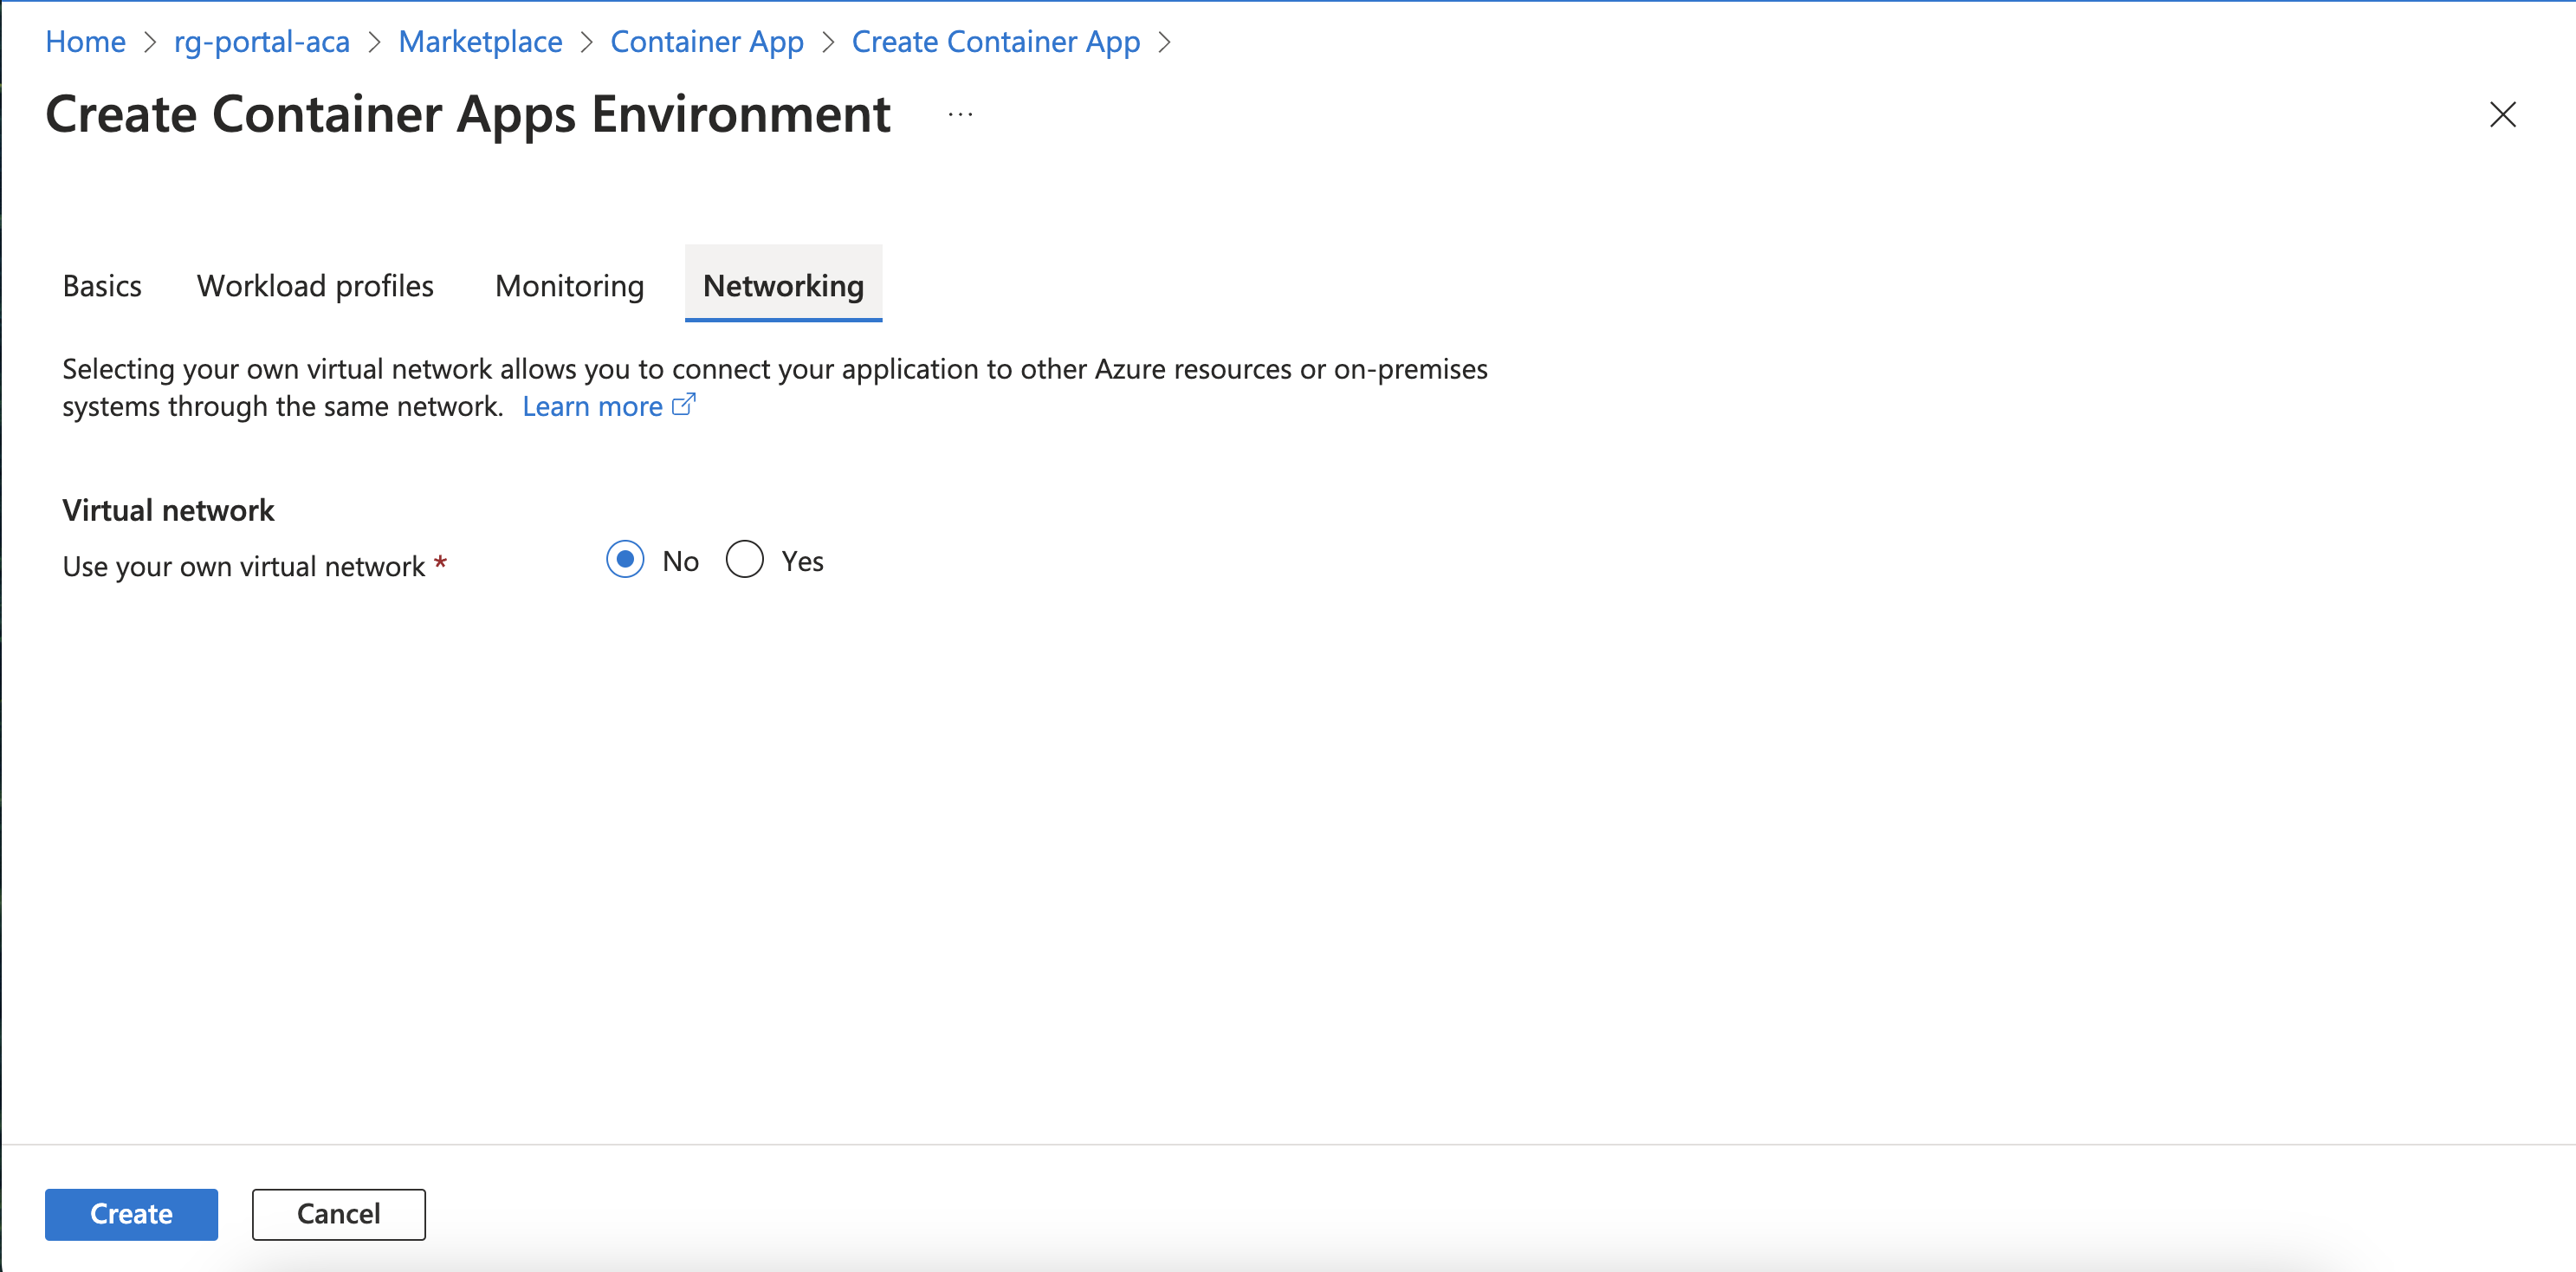 Home > rg-portal-aca > Marketplace > Container App > Create Container App >
Create Container Apps Environment ...
Basics Workload profiles Monitoring Networking
Selecting your own virtual network allows you to connect your application to other Azure resources or on-premises
systems through the same network. Learn more
Virtual network
Use your own virtual network * No Yes
Create Cancel